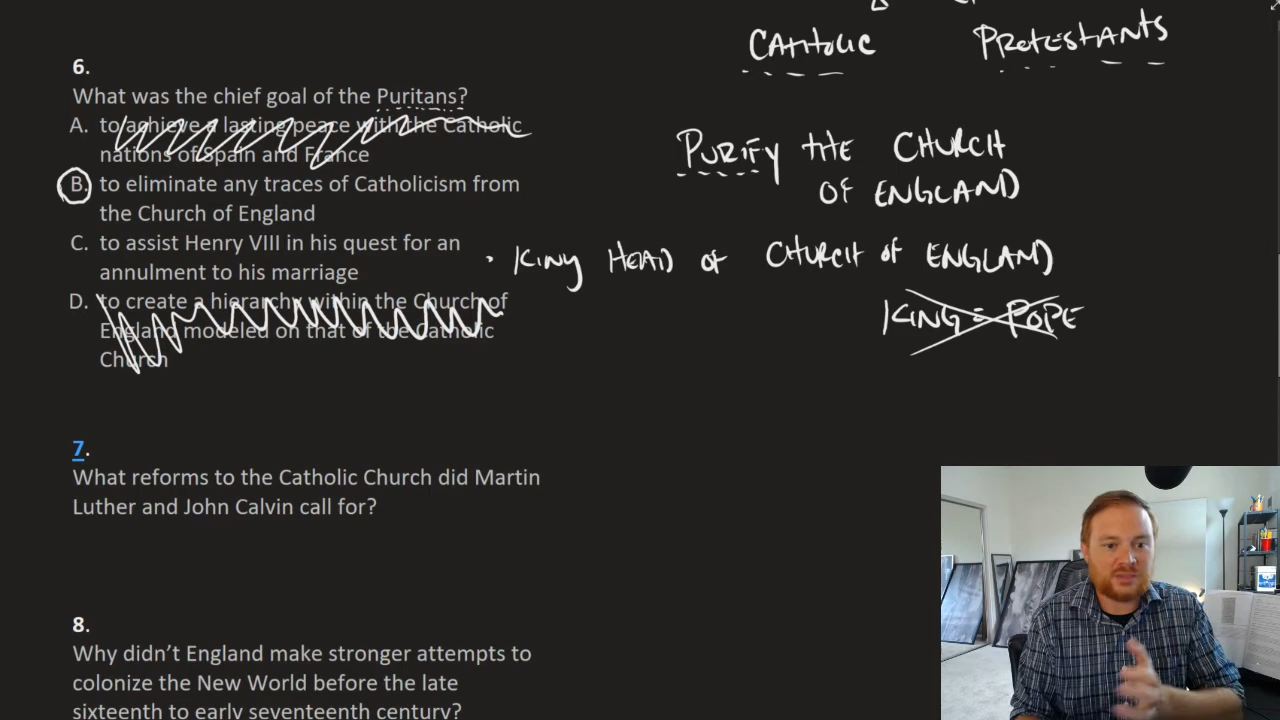 CATHOLIC PROTESTANTS
6.
What was the chief goal of the Puritans?
A. to achieve a lasting peace with the Catholic
nations of Spain and France
B. to eliminate any traces of Catholicism from
the Church of England
C. to assist Henry VIII in his quest for an
annulment to his marriage
D. to create a hierarchy within the Church of
England modeled on that of the Catholic
Church
PURIFY THE CHURCH
OF ENGLAND
• KING HEAD OF CHURCH OF ENGLAND
KING = POPE
7.
What reforms to the Catholic Church did Martin
Luther and John Calvin call for?
8.
Why didn’t England make stronger attempts to
colonize the New World before the late
sixteenth to early seventeenth century?